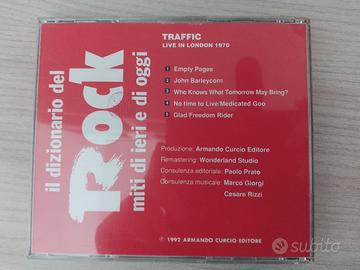 il dizionario del
Rock
miti di ieri e di oggi
TRAFFIC
LIVE IN LONDON 1970
1 Empty Pages
2 John Barleycorn
3 Who Knows What Tomorrow May Bring?
4 No time to Live/Medicated Goo
5 Glad/Freedom Rider
Produzione: Armando Curcio Editore
Remastering: Wonderland Studio
Consulenza editoriale: Paolo Prato
Consulenza musicale: Marco Giorgi
Cesare Rizzi
℗ 1992 ARMANDO CURCIO EDITORE
subito